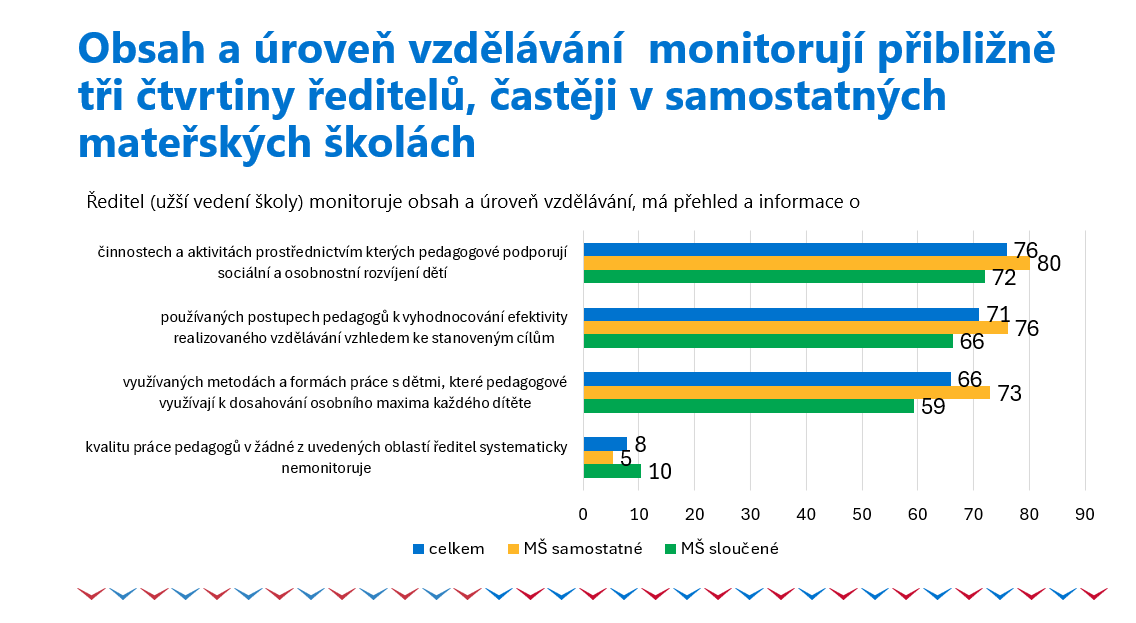 Obsah a úroveň vzdělávání  monitorují přibližně
tři čtvrtiny ředitelů, častěji v samostatných
mateřských školách
Ředitel (užší vedení školy) monitoruje obsah a úroveň vzdělávání, má přehled a informace o
činnostech a aktivitách prostřednictvím kterých pedagogové podporují
sociální a osobnostní rozvíjení dětí
76
80
72
používaných postupech pedagogů k vyhodnocování efektivity
realizovaného vzdělávání vzhledem ke stanoveným cílům
71
76
66
využívaných metodách a formách práce s dětmi, které pedagogové
využívají k dosahování osobního maxima každého dítěte
66
73
59
kvalitu práce pedagogů v žádné z uvedených oblastí ředitel systematicky
nemonitoruje
8
5
10
0 10 20 30 40 50 60 70 80 90
celkem MŠ samostatné MŠ sloučené